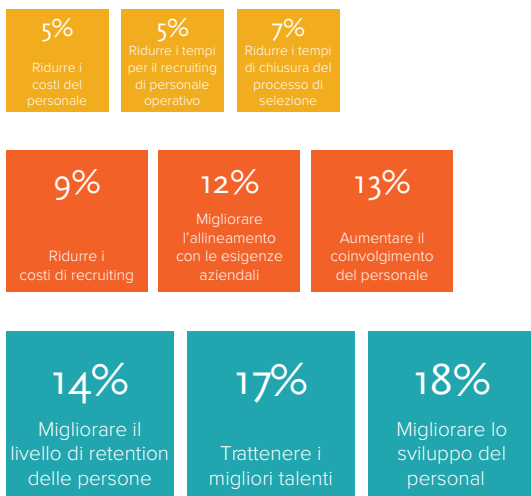 5%
Ridurre i
costi del
personale
5%
Ridurre i tempi
per il recruiting
di personale
operativo
7%
Ridurre i tempi
di chiusura del
processo di
selezione
9%
Ridurre i
costi di recruiting
12%
Migliorare
l'allineamento
con le esigenze
aziendali
13%
Aumentare il
coinvolgimento
del personale
14%
Migliorare il
livello di retention
delle persone
17%
Trattenere i
migliori talenti
18%
Migliorare lo
sviluppo del
personal